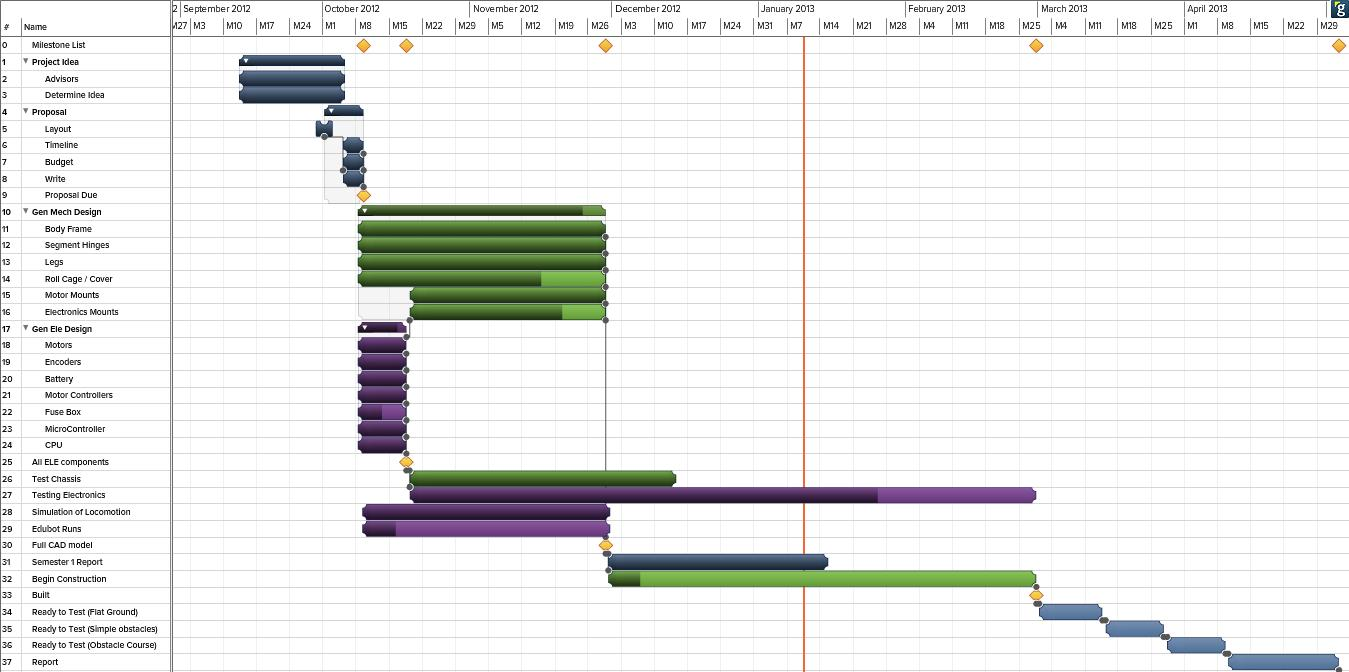 2 September 2012 October 2012 November 2012 December 2012 January 2013 February 2013 March 2013 April 2013 g
# Name M27 M3 M10 M17 M24 M1 M8 M15 M22 M29 M5 M12 M19 M26 M3 M10 M17 M24 M31 M7 M14 M21 M28 M4 M11 M18 M25 M4 M11 M18 M25 M1 M8 M15 M22 M29
0 Milestone List
1 Project Idea
2 Advisors
3 Determine Idea
4 Proposal
5 Layout
6 Timeline
7 Budget
8 Write
9 Proposal Due
10 Gen Mech Design
11 Body Frame
12 Segment Hinges
13 Legs
14 Roll Cage / Cover
15 Motor Mounts
16 Electronics Mounts
17 Gen Ele Design
18 Motors
19 Encoders
20 Battery
21 Motor Controllers
22 Fuse Box
23 MicroController
24 CPU
25 All ELE components
26 Test Chassis
27 Testing Electronics
28 Simulation of Locomotion
29 Edubot Runs
30 Full CAD model
31 Semester 1 Report
32 Begin Construction
33 Built
34 Ready to Test (Flat Ground)
35 Ready to Test (Simple obstacles)
36 Ready to Test (Obstacle Course)
37 Report